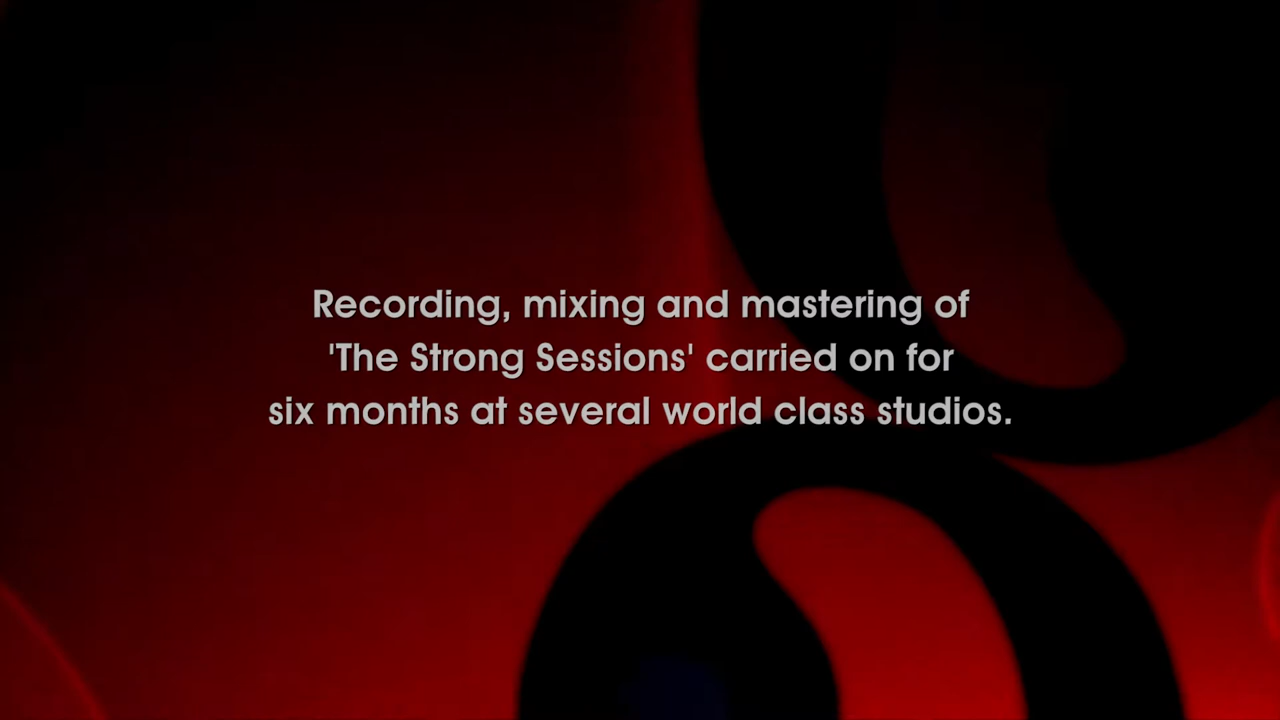 Recording, mixing and mastering of
'The Strong Sessions' carried on for
six months at several world class studios.